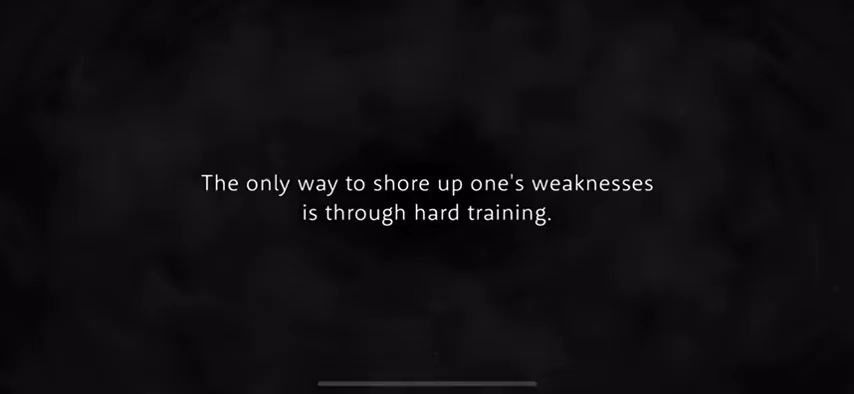 The only way to shore up one's weaknesses
is through hard training.